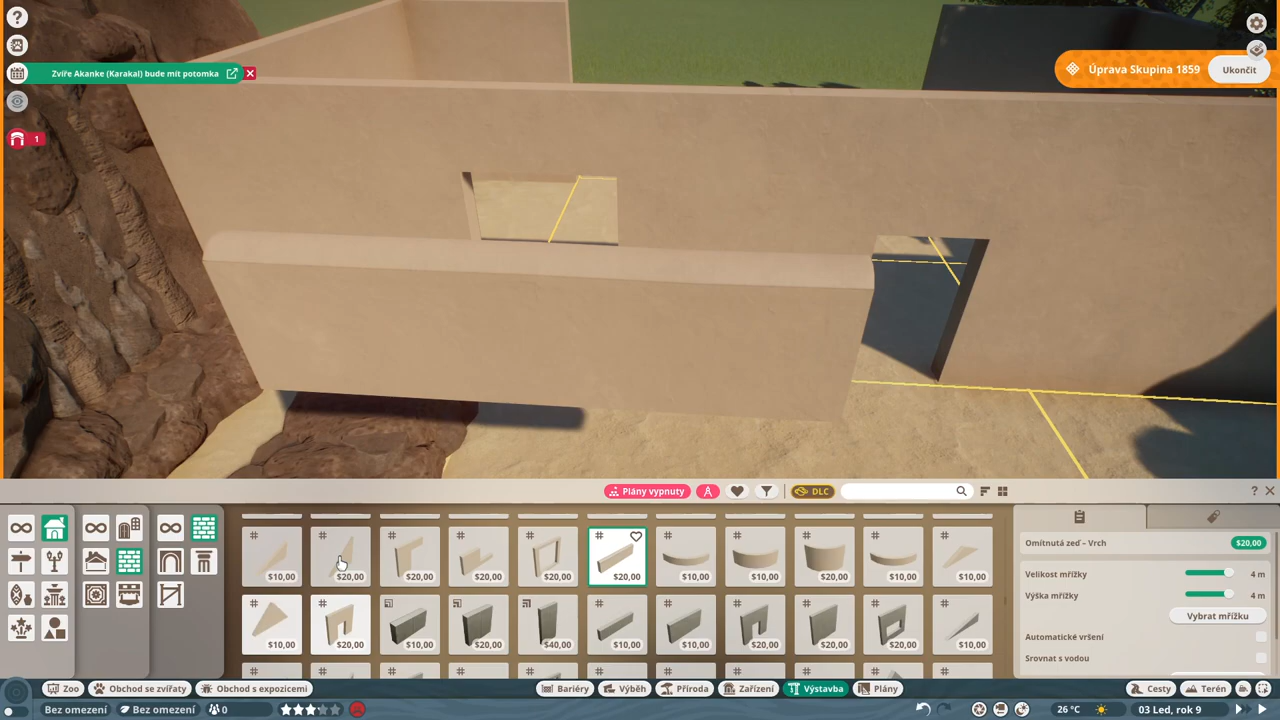 ?
Zvíře Akanke (Karakal) bude mít potomka
1
Úprava Skupina 1859
Ukončit
Plány vypnuty
DLC
?
$10,00 $20,00 $20,00 $20,00 $20,00 $20,00 $10,00 $10,00 $20,00 $10,00 $10,00
$10,00 $20,00 $10,00 $20,00 $40,00 $10,00 $10,00 $20,00 $20,00 $20,00 $10,00
Omítnutá zeď – Vrch $20,00
Velikost mřížky 4 m
Výška mřížky 4 m
Vybrat mřížku
Automatické vršení
Srovnat s vodou
Zoo Obchod se zvířaty Obchod s expozicemi Bariéry Výběh Příroda Zařízení Výstavba Plány Cesty Terén
Bez omezení Bez omezení 0 26 °C 03 Led, rok 9